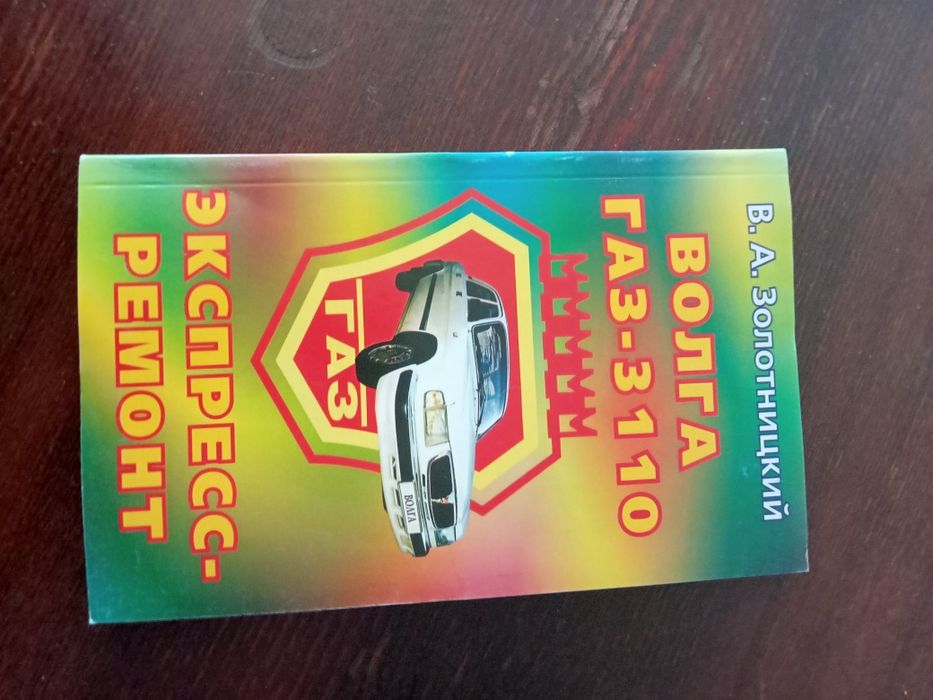 В. А. ЗОЛОТНИЦКИЙ
ВОЛГА
ГАЗ-3110
ГАЗ
ВОЛГА
ЭКСПРЕСС-
РЕМОНТ